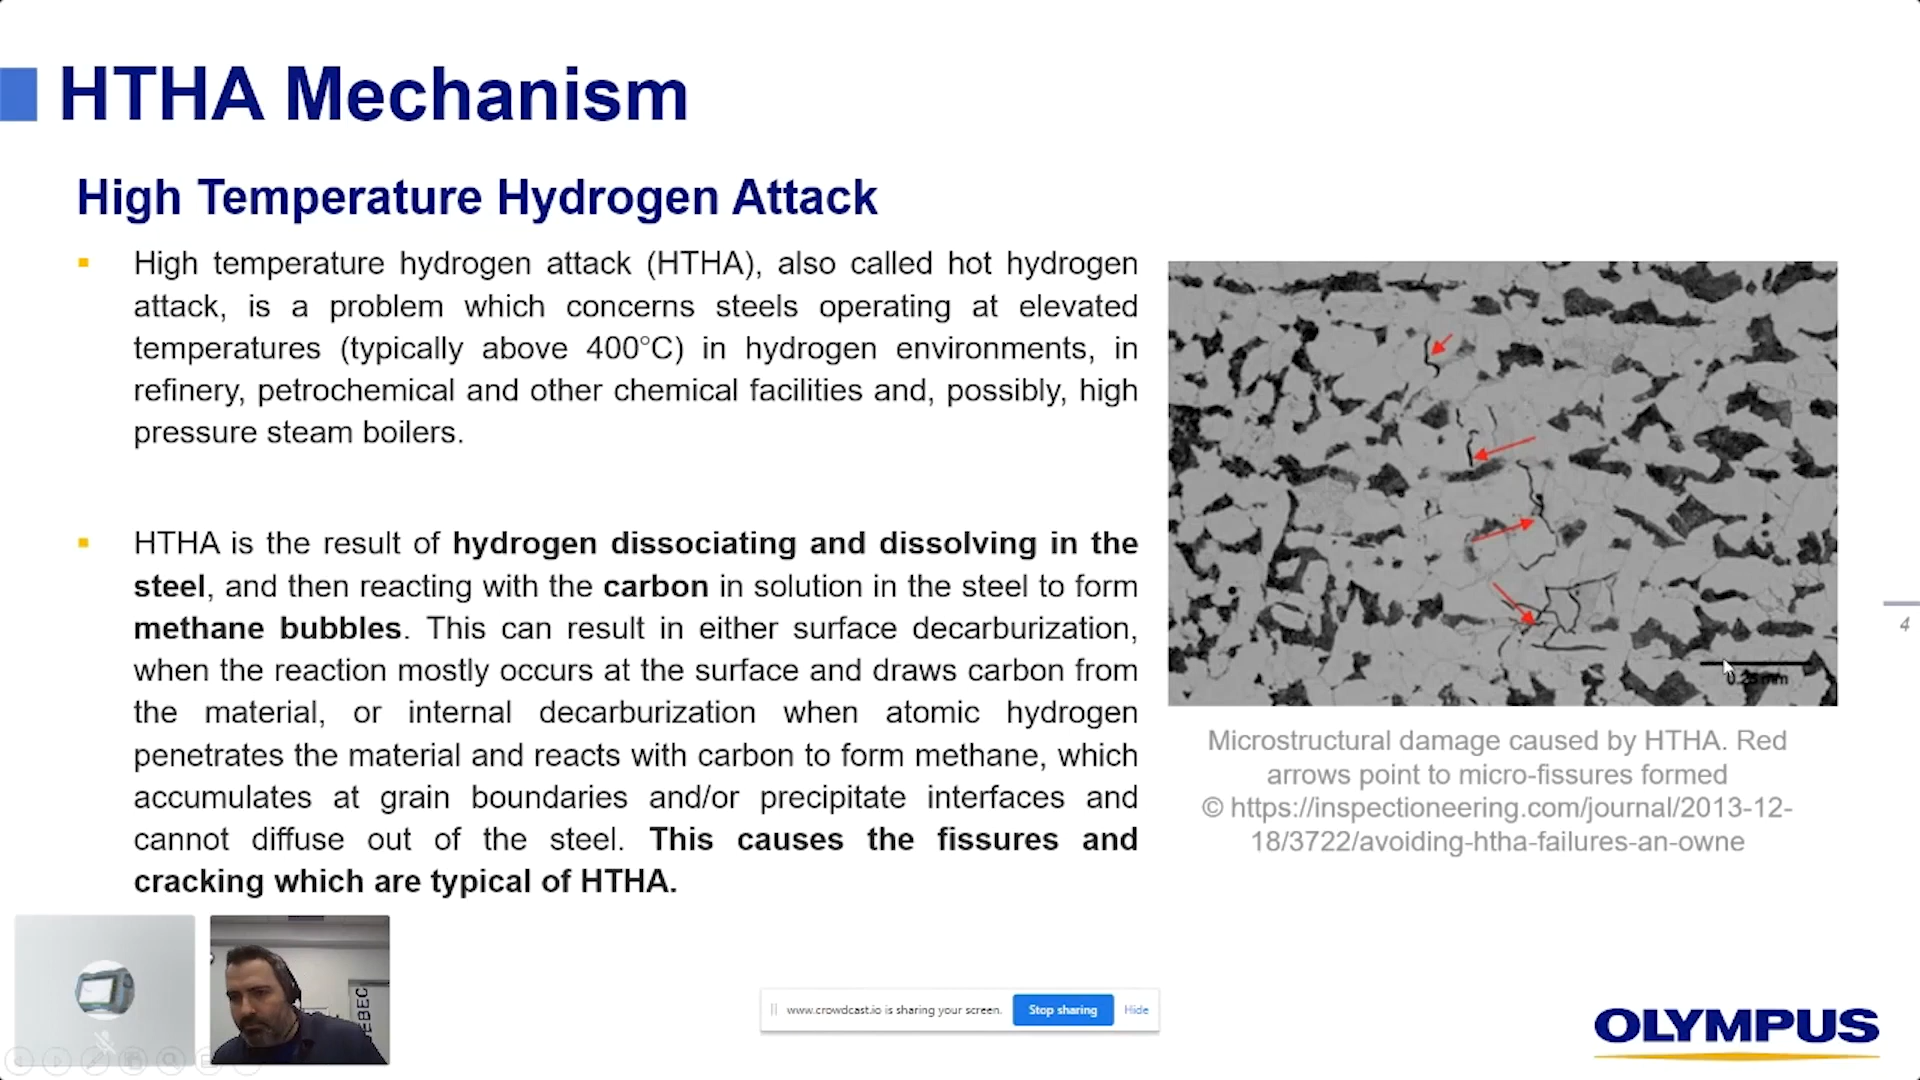 HTHA Mechanism
High Temperature Hydrogen Attack
High temperature hydrogen attack (HTHA), also called hot hydrogen
attack, is a problem which concerns steels operating at elevated
temperatures (typically above 400°C) in hydrogen environments, in
refinery, petrochemical and other chemical facilities and, possibly, high
pressure steam boilers.
HTHA is the result of hydrogen dissociating and dissolving in the
steel, and then reacting with the carbon in solution in the steel to form
methane bubbles. This can result in either surface decarburization,
when the reaction mostly occurs at the surface and draws carbon from
the material, or internal decarburization when atomic hydrogen
penetrates the material and reacts with carbon to form methane, which
accumulates at grain boundaries and/or precipitate interfaces and
cannot diffuse out of the steel. This causes the fissures and
cracking which are typical of HTHA.
Microstructural damage caused by HTHA. Red
arrows point to micro-fissures formed
© https://inspectioneering.com/journal/2013-12-
18/3722/avoiding-htha-failures-an-owne
4
EBEC
www.crowdcast.io is sharing your screen.
Stop sharing
Hide
OLYMPUS